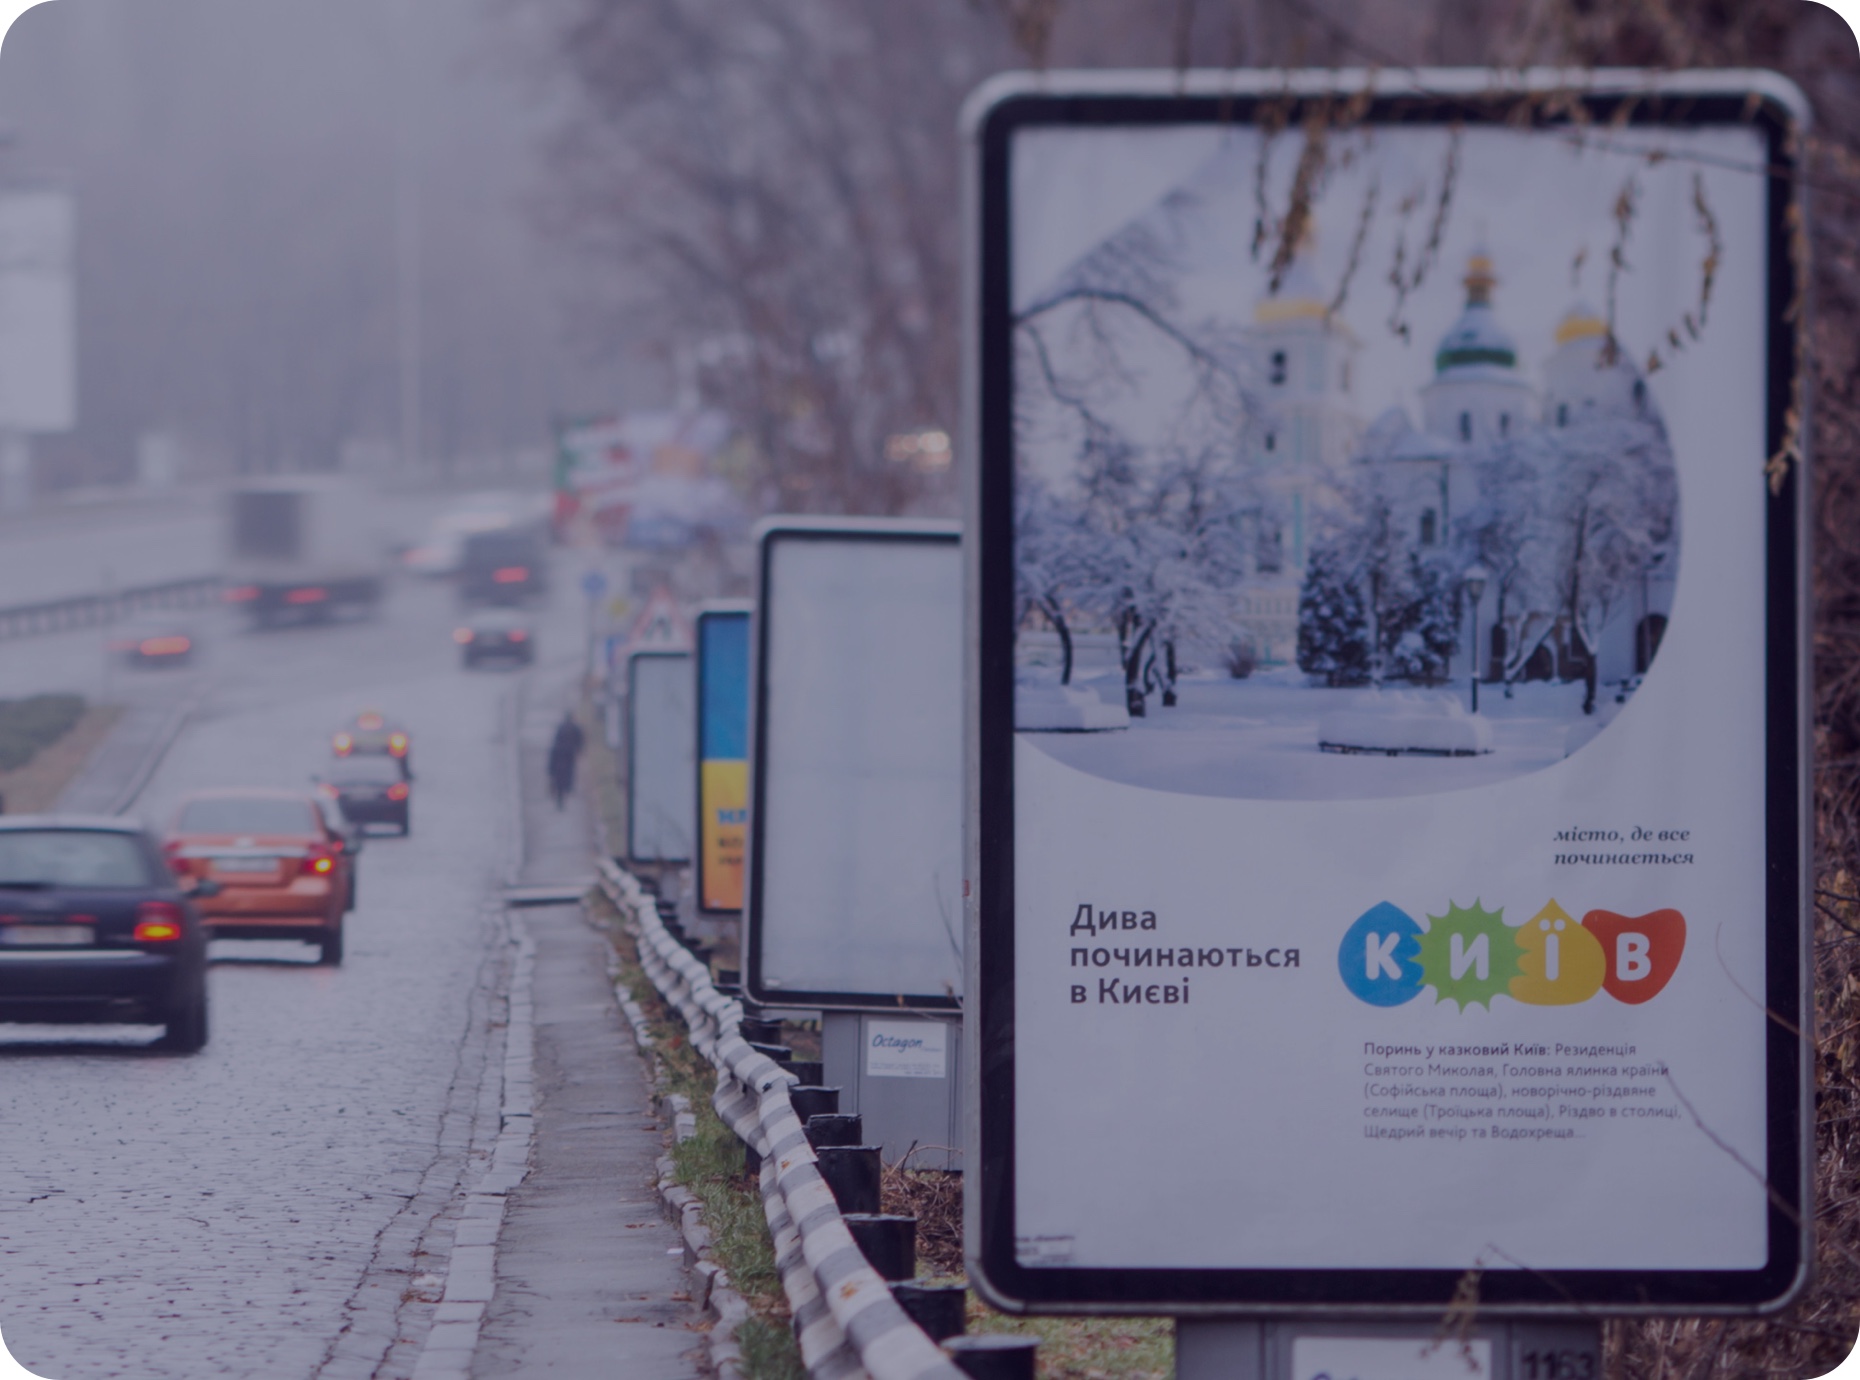 місто, де все
починається
Дива
починаються
в Києві
київ
Поринь у казковий Київ: Резиденція
Святого Миколая, Головна ялинка країни
(Софійська площа), новорічно-різдвяне
селище (Троїцька площа), Різдво в столиці,
Щедрий вечір та Водохреща...
Octagon
1163